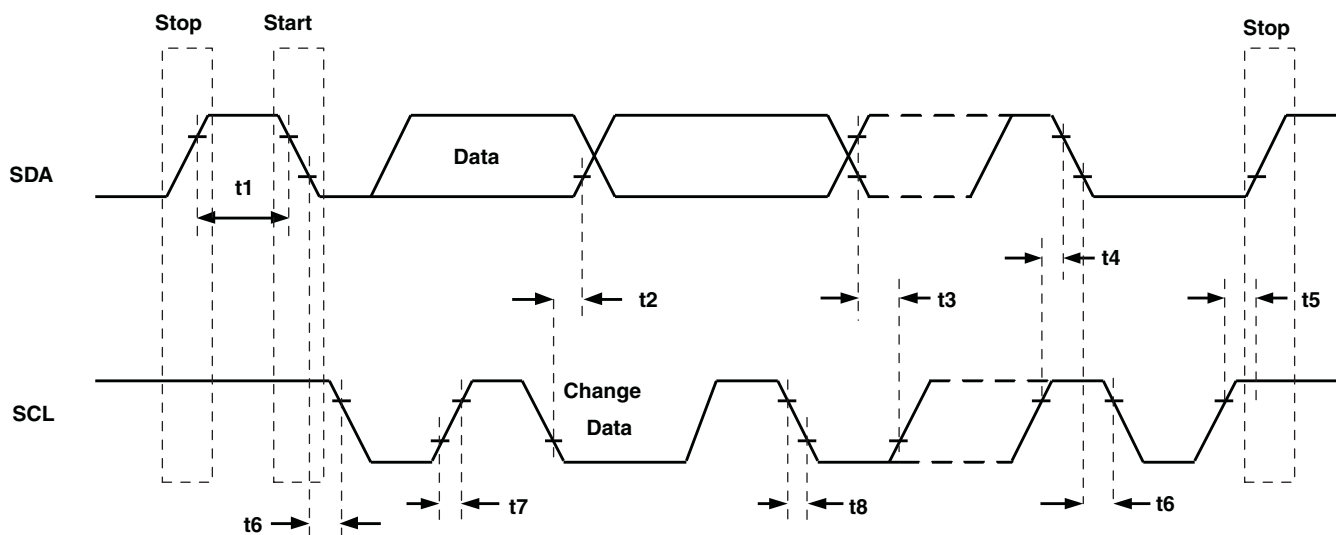 Stop
Start
Stop
SDA
t1
Data
t2
t3
t4
t5
SCL
Change
Data
t6
t7
t8
t6